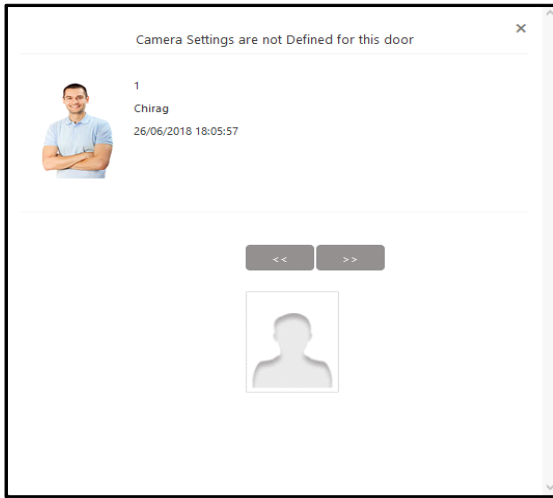 ×
Camera Settings are not Defined for this door
1
Chirag
26/06/2018 18:05:57
<< >>